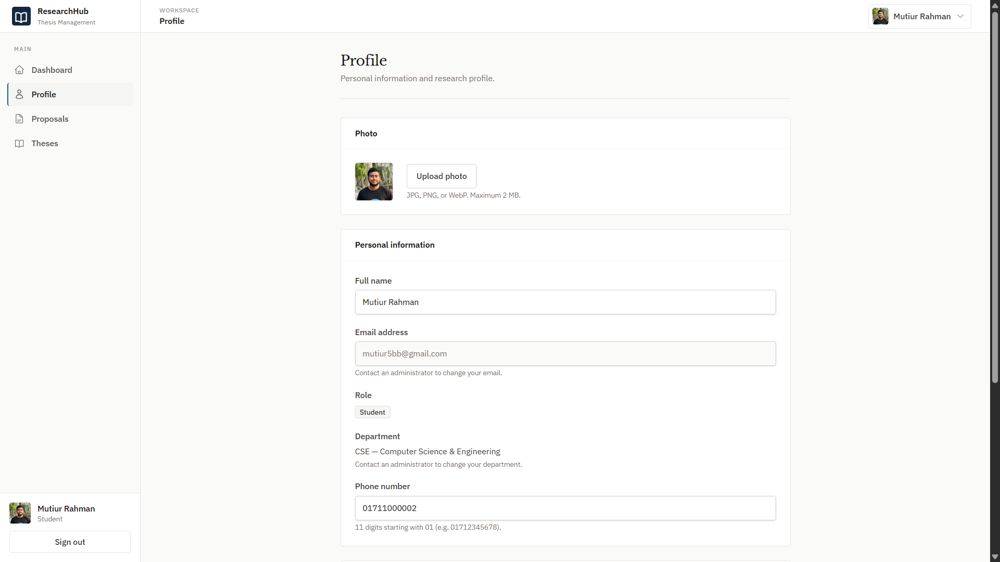 ResearchHub
Thesis Management
WORKSPACE
Profile
Mutiur Rahman
MAIN
Dashboard
Profile
Proposals
Theses
Mutiur Rahman
Student
Sign out
Profile
Personal information and research profile.
Photo
Upload photo
JPG, PNG, or WebP. Maximum 2 MB.
Personal information
Full name
Mutiur Rahman
Email address
mutiur5bb@gmail.com
Contact an administrator to change your email.
Role
Student
Department
CSE — Computer Science & Engineering
Contact an administrator to change your department.
Phone number
01711000002
11 digits starting with 01 (e.g. 01712345678).